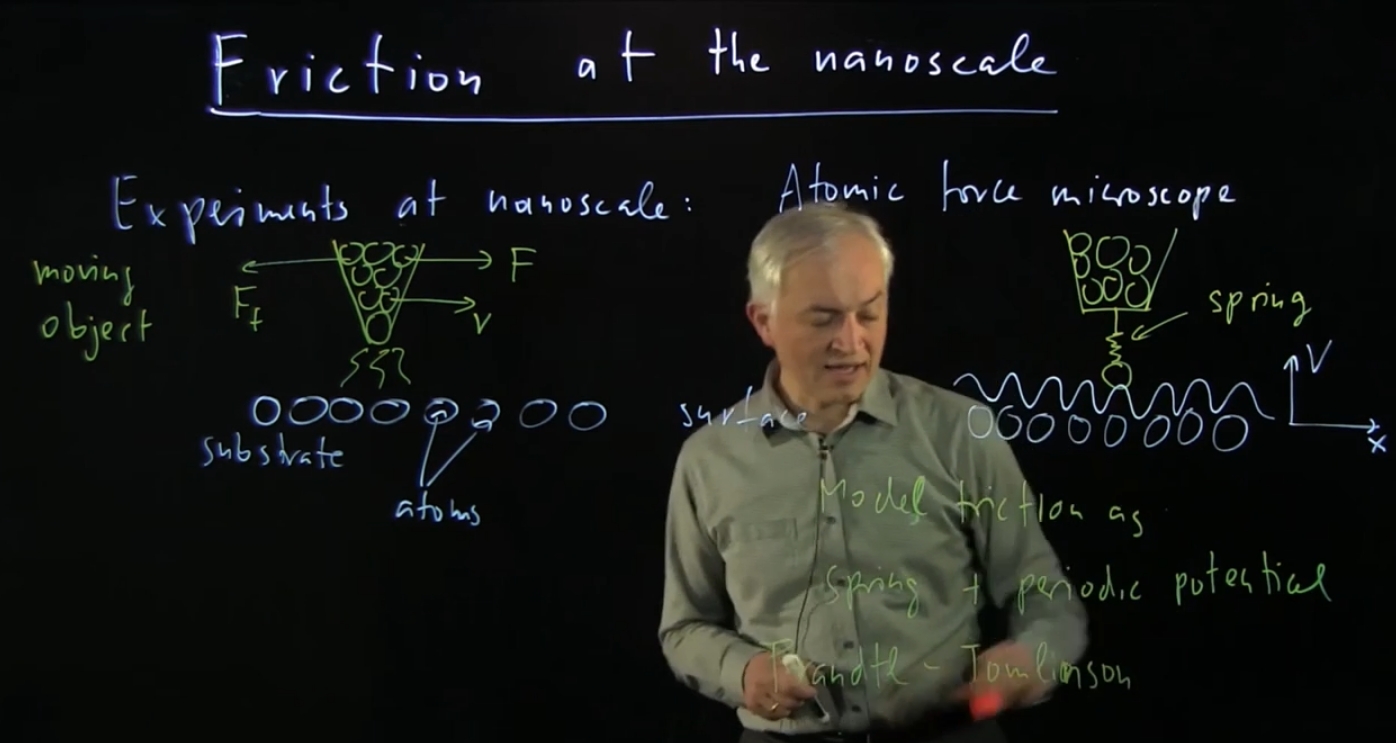 Friction at the nanoscale
Experiments at nanoscale: Atomic force microscope
moving
object
F
F_f
v
substrate
atoms
surface
spring
V
x
Model friction as
Spring + periodic potential
Prandtl - Tomlinson